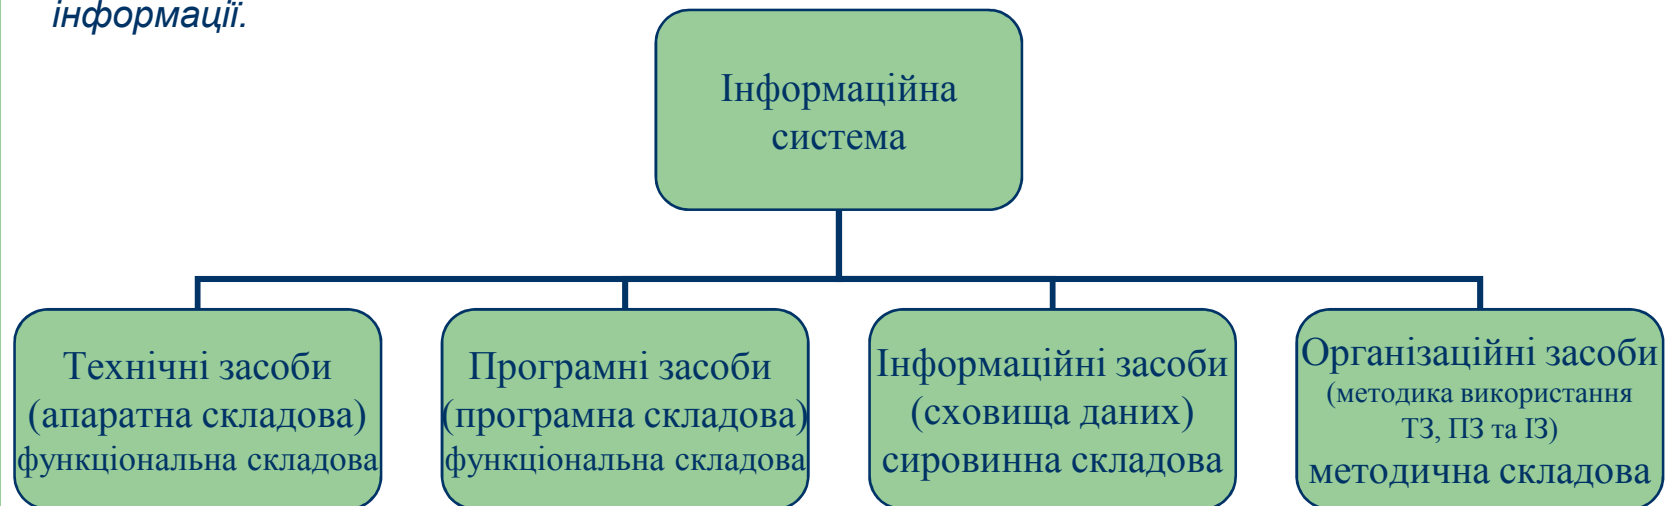 інформації.
Інформаційна
система
Технічні засоби
(апаратна складова)
функціональна складова
Програмні засоби
(програмна складова)
функціональна складова
Інформаційні засоби
(сховища даних)
сировинна складова
Організаційні засоби
(методика використання
ТЗ, ПЗ та ІЗ)
методична складова